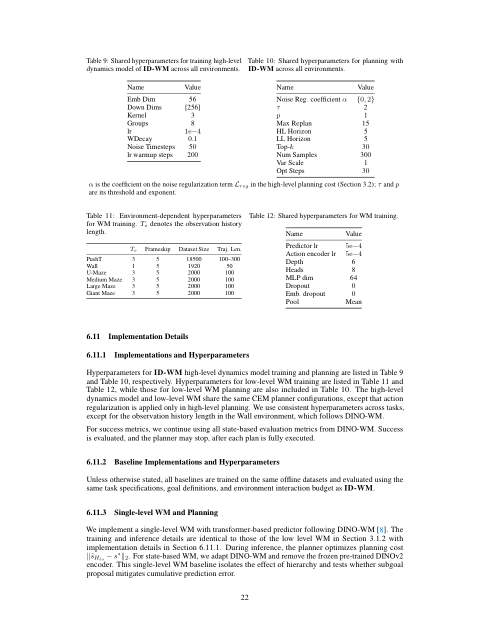 Table 9: Shared hyperparameters for training high-level
dynamics model of ID-WM across all environments.
Name Value
Emb Dim 56
Down Dims [256]
Kernel 3
Groups 8
lr 1e−4
WDecay 0.1
Noise Timesteps 50
lr warmup steps 200
Table 10: Shared hyperparameters for planning with
ID-WM across all environments.
Name Value
Noise Reg. coefficient α {0, 2}
τ 2
p 1
Max Replan 15
HL Horizon 5
LL Horizon 5
Top-k 30
Num Samples 300
Var Scale 1
Opt Steps 30
α is the coefficient on the noise regularization term L_reg in the high-level planning cost (Section 3.2); τ and p
are its threshold and exponent.
Table 11: Environment-dependent hyperparameters
for WM training. T_o denotes the observation history
length.
T_o Frameskip Dataset Size Traj. Len.
PushT 3 5 18500 100–300
Wall 1 5 1920 50
U-Maze 3 5 2000 100
Medium Maze 3 5 2000 100
Large Maze 3 5 2000 100
Giant Maze 3 5 2000 100
Table 12: Shared hyperparameters for WM training.
Name Value
Predictor lr 5e−4
Action encoder lr 5e−4
Depth 6
Heads 8
MLP dim 64
Dropout 0
Emb. dropout 0
Pool Mean
6.11 Implementation Details
6.11.1 Implementations and Hyperparameters
Hyperparameters for ID-WM high-level dynamics model training and planning are listed in Table 9
and Table 10, respectively. Hyperparameters for low-level WM training are listed in Table 11 and
Table 12, while those for low-level WM planning are also included in Table 10. The high-level
dynamics model and low-level WM share the same CEM planner configurations, except that action
regularization is applied only in high-level planning. We use consistent hyperparameters across tasks,
except for the observation history length in the Wall environment, which follows DINO-WM.
For success metrics, we continue using all state-based evaluation metrics from DINO-WM. Success
is evaluated, and the planner may stop, after each plan is fully executed.
6.11.2 Baseline Implementations and Hyperparameters
Unless otherwise stated, all baselines are trained on the same offline datasets and evaluated using the
same task specifications, goal definitions, and environment interaction budget as ID-WM.
6.11.3 Single-level WM and Planning
We implement a single-level WM with transformer-based predictor following DINO-WM [8]. The
training and inference details are identical to those of the low level WM in Section 3.1.2 with
implementation details in Section 6.11.1. During inference, the planner optimizes planning cost
For state-based WM, we adapt DINO-WM and remove the frozen pre-trained DINOv2
encoder. This single-level WM baseline isolates the effect of hierarchy and tests whether subgoal
proposal mitigates cumulative prediction error.
22